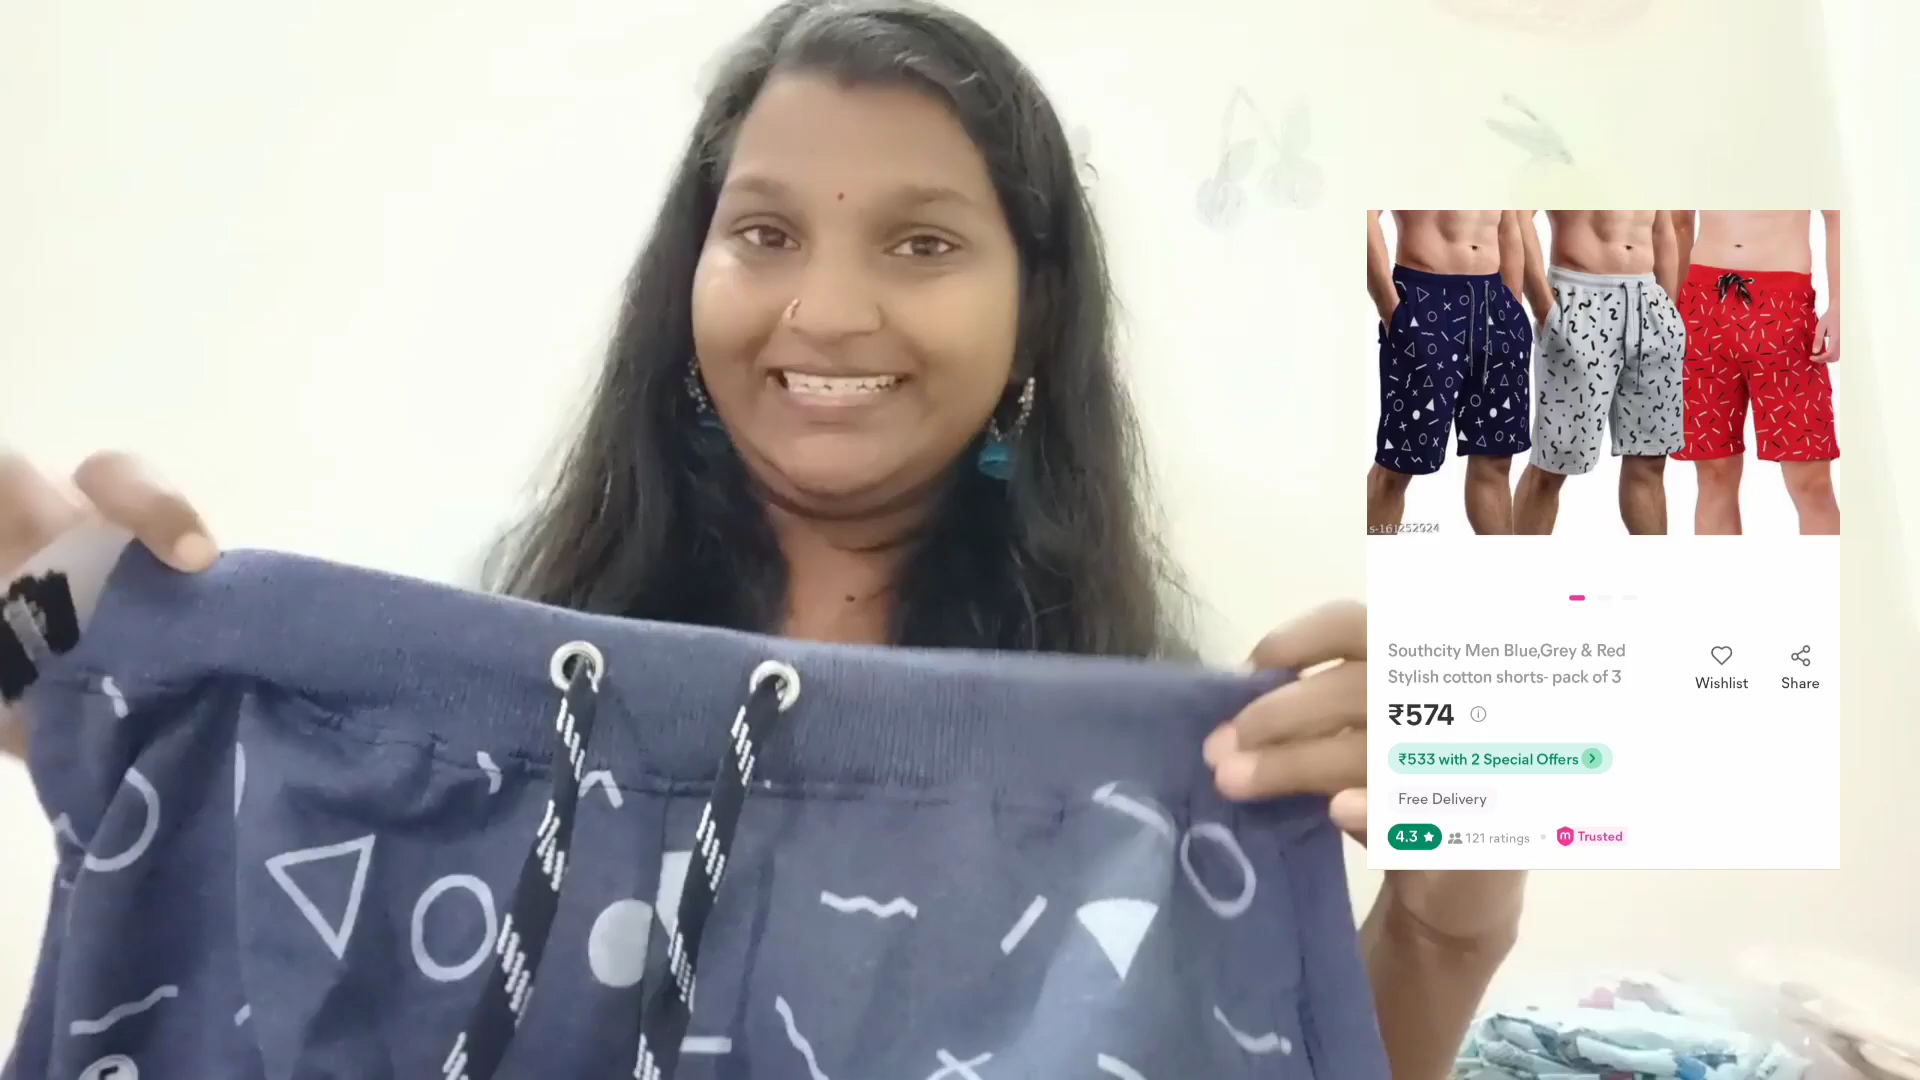 s-161252924
Southcity Men Blue,Grey & Red
Stylish cotton shorts- pack of 3
Wishlist
Share
₹574
₹533 with 2 Special Offers
Free Delivery
4.3
121 ratings
m Trusted